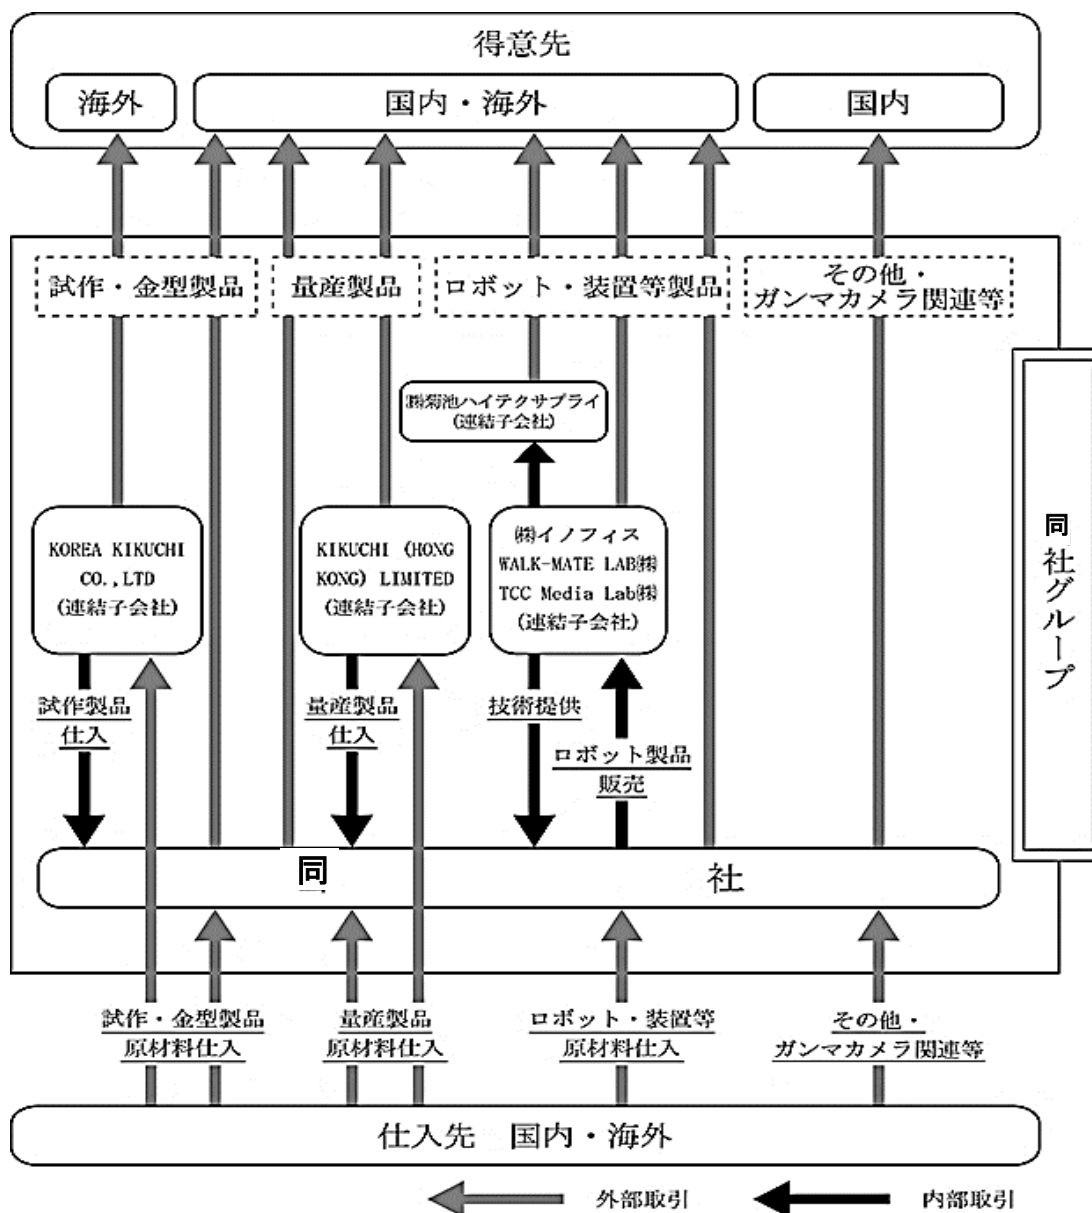 得意先
海外
国内・海外
国内
試作・金型製品
量産製品
ロボット・装置等製品
その他・
ガンマカメラ関連等
㈱菊池ハイテクサプライ
(連結子会社)
KOREA KIKUCHI
CO.,LTD
(連結子会社)
KIKUCHI (HONG
KONG) LIMITED
(連結子会社)
㈱イノフィス
WALK-MATE LAB㈱
TCC Media Lab㈱
(連結子会社)
同社グループ
試作製品
仕入
量産製品
仕入
技術提供
ロボット製品
販売
同社
試作・金型製品
原材料仕入
量産製品
原材料仕入
ロボット・装置等
原材料仕入
その他・
ガンマカメラ関連等
仕入先 国内・海外
外部取引
内部取引